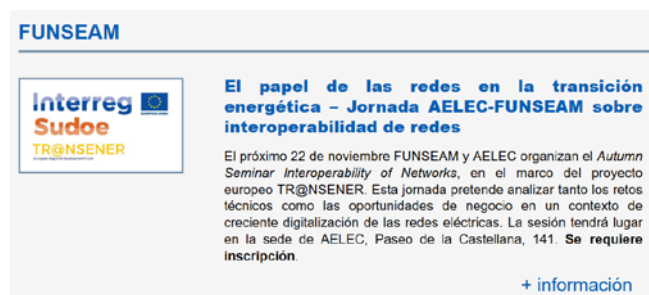 FUNSEAM
Interreg
Sudoe
TR@NSENER
El papel de las redes en la transición
energética – Jornada AELEC-FUNSEAM sobre
interoperabilidad de redes
El próximo 22 de noviembre FUNSEAM y AELEC organizan el Autumn
Seminar Interoperability of Networks, en el marco del proyecto
europeo TR@NSENER. Esta jornada pretende analizar tanto los retos
técnicos como las oportunidades de negocio en un contexto de
creciente digitalización de las redes eléctricas. La sesión tendrá lugar
en la sede de AELEC, Paseo de la Castellana, 141. Se requiere
inscripción.
+ información